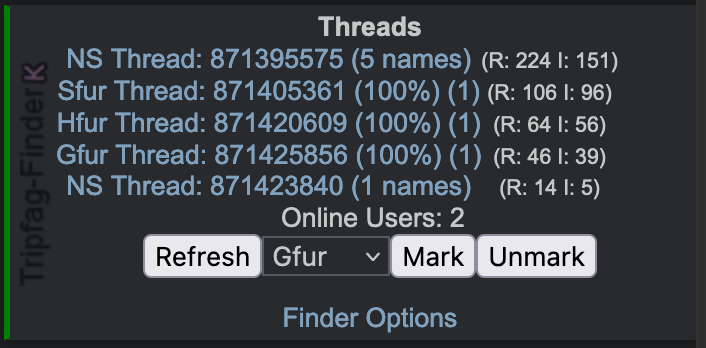 Threads
NS Thread: 871395575 (5 names) (R: 224 I: 151)
Sfur Thread: 871405361 (100%) (1) (R: 106 I: 96)
Hfur Thread: 871420609 (100%) (1) (R: 64 I: 56)
Gfur Thread: 871425856 (100%) (1) (R: 46 I: 39)
NS Thread: 871423840 (1 names) (R: 14 I: 5)
Online Users: 2
Refresh Gfur Mark Unmark
Finder Options
Tripfag-Finder K